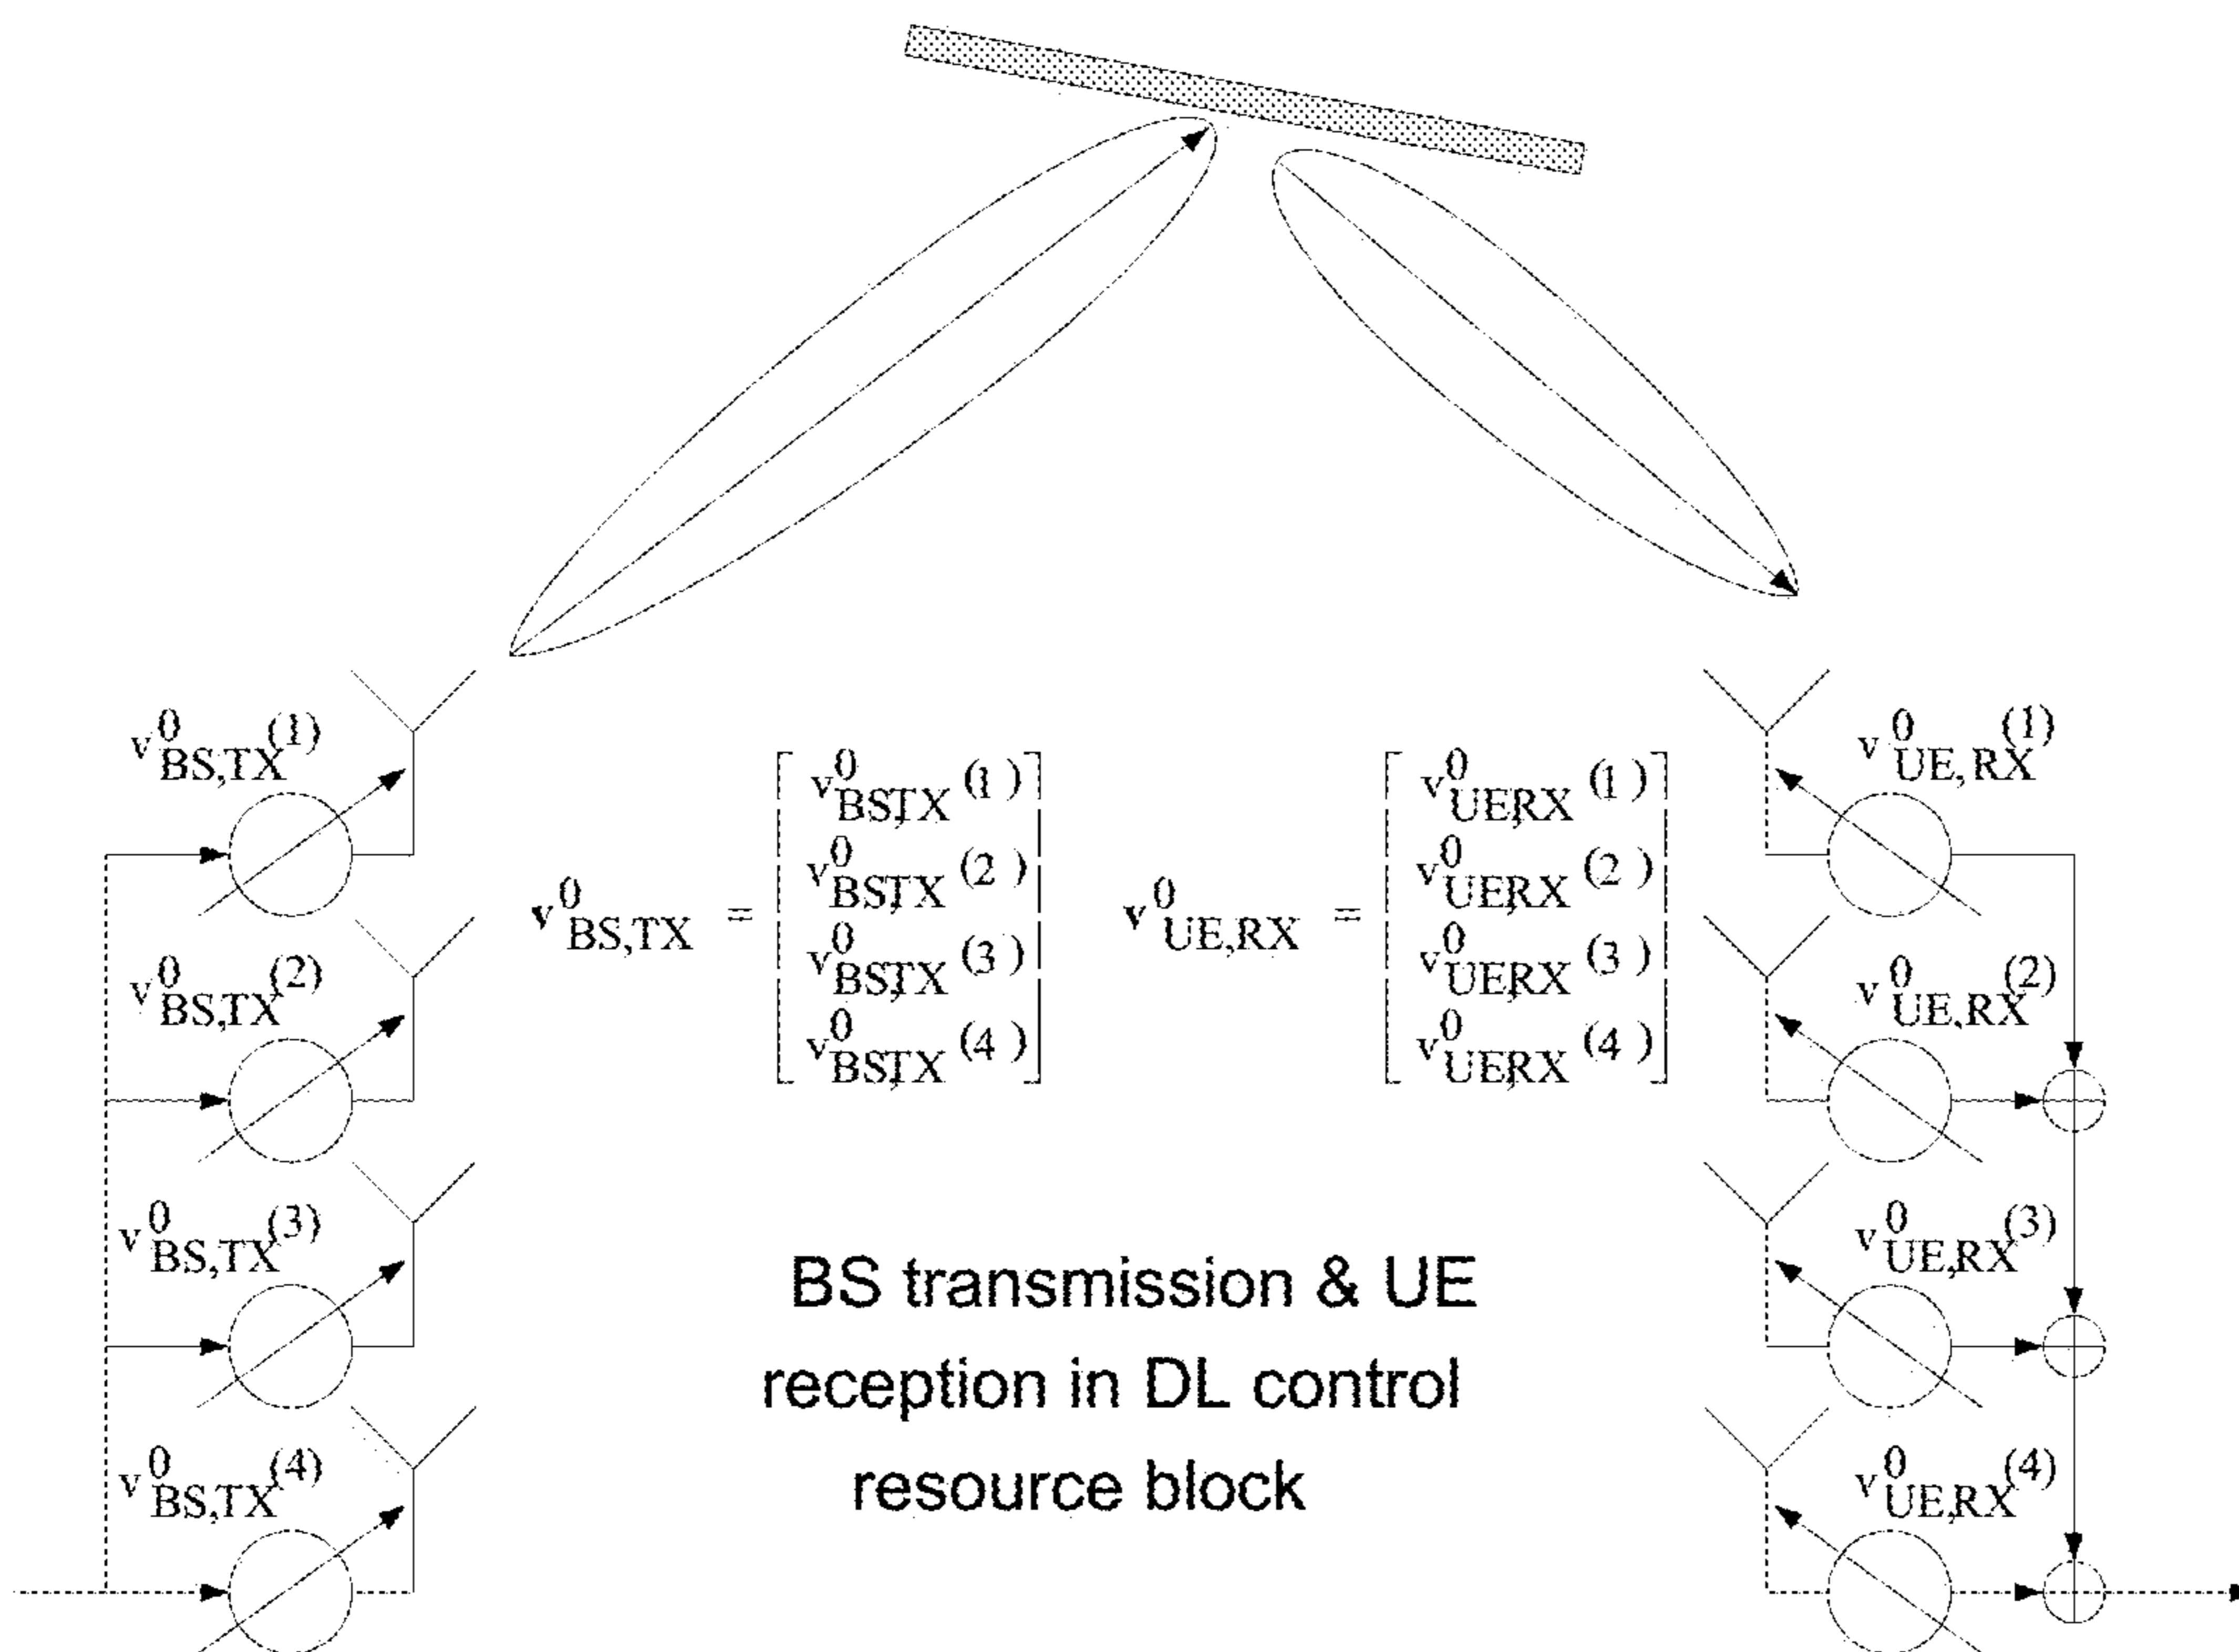 v⁰BS,TX(1)
v⁰BS,TX(2)
v⁰BS,TX(3)
v⁰BS,TX(4)
v⁰BS,TX = [ v⁰BS,TX (1)
v⁰BS,TX (2)
v⁰BS,TX (3)
v⁰BS,TX (4) ]
v⁰UE,RX = [ v⁰UE,RX (1)
v⁰UE,RX (2)
v⁰UE,RX (3)
v⁰UE,RX (4) ]
v⁰UE,RX(1)
v⁰UE,RX(2)
v⁰UE,RX(3)
v⁰UE,RX(4)
BS transmission & UE
reception in DL control
resource block